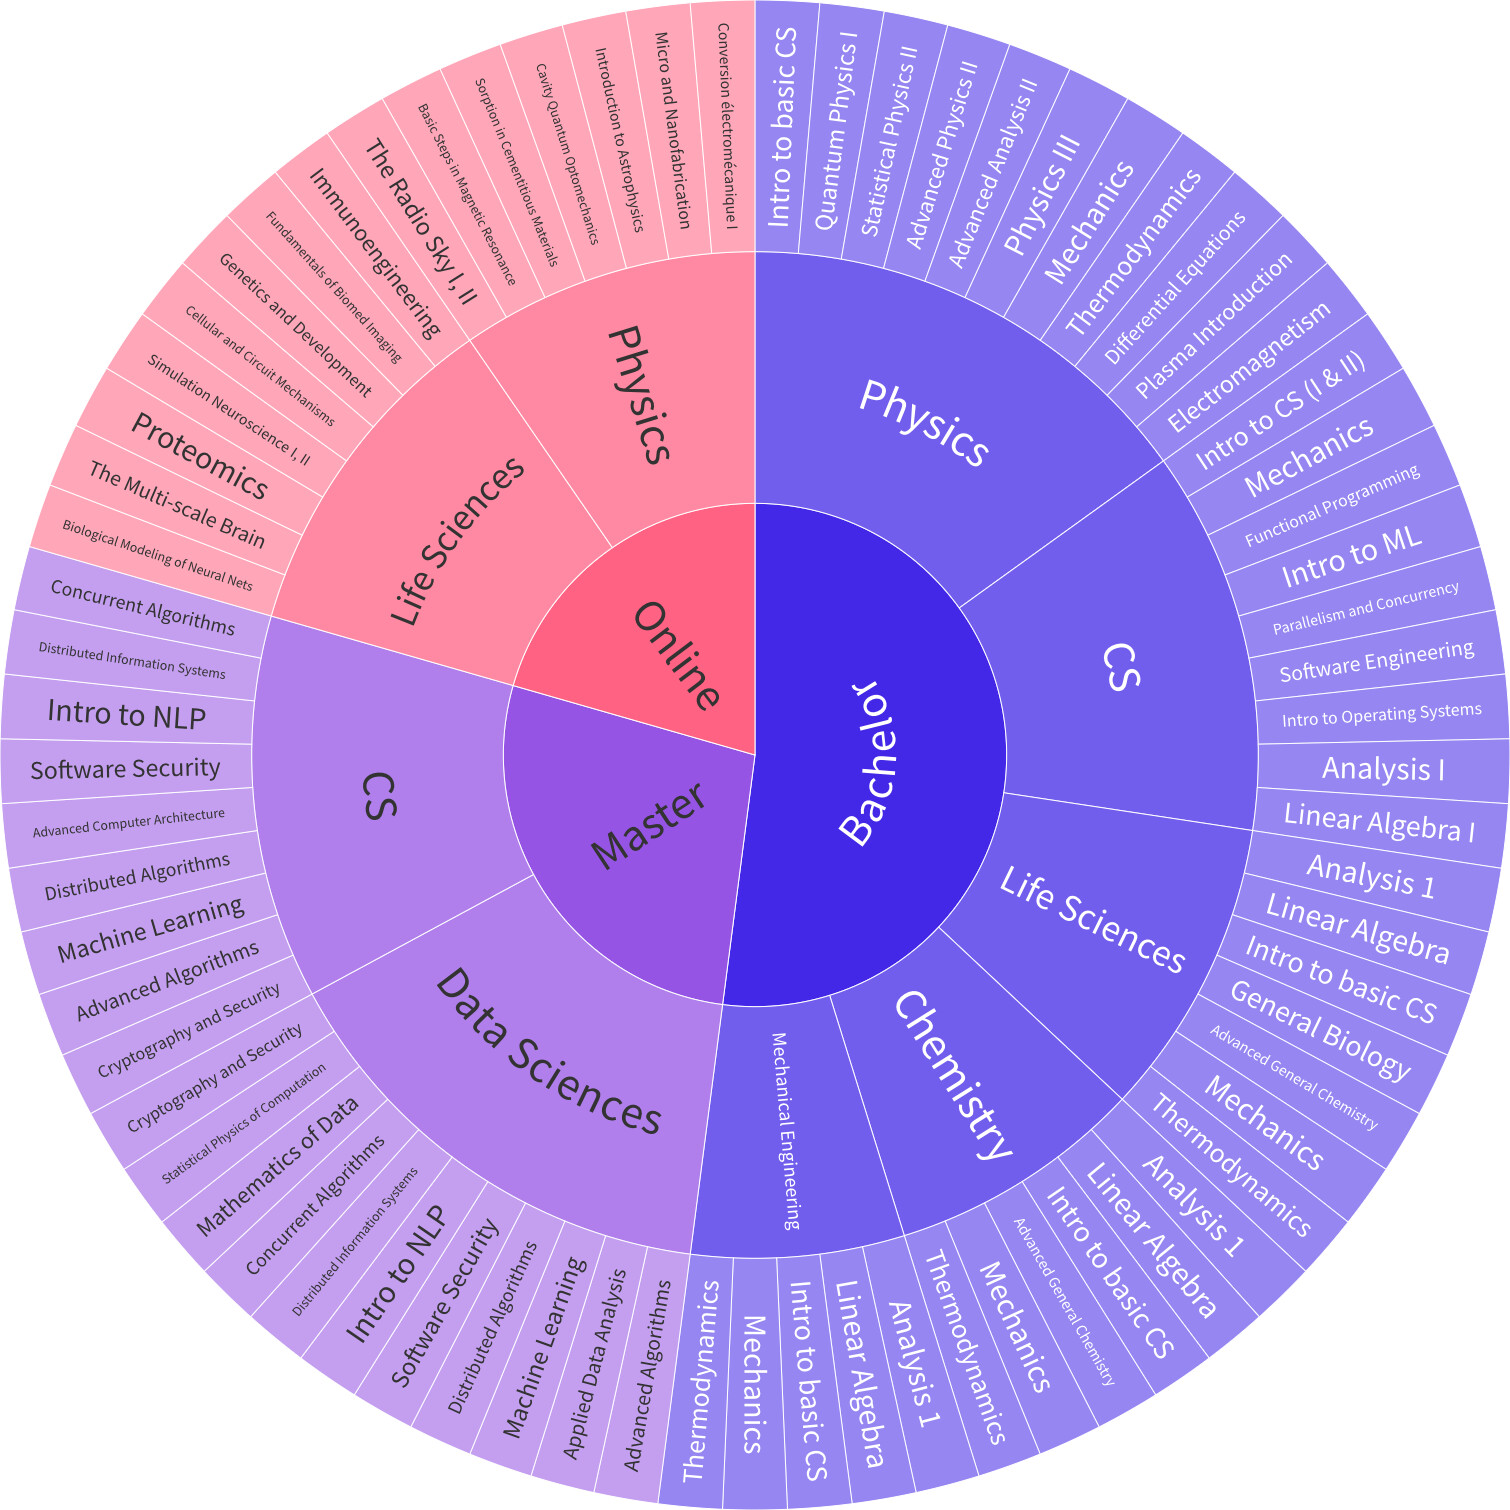 Bachelor
Physics
Intro to basic CS
Quantum Physics I
Statistical Physics II
Advanced Physics II
Advanced Analysis II
Physics III
Mechanics
Thermodynamics
Differential Equations
Plasma Introduction
Electromagnetism
CS
Intro to CS (I & II)
Mechanics
Functional Programming
Intro to ML
Parallelism and Concurrency
Software Engineering
Intro to Operating Systems
Analysis I
Linear Algebra I
Life Sciences
Analysis 1
Linear Algebra
Intro to basic CS
General Biology
Advanced General Chemistry
Mechanics
Thermodynamics
Chemistry
Analysis 1
Linear Algebra
Intro to basic CS
Advanced General Chemistry
Mechanics
Thermodynamics
Mechanical Engineering
Analysis 1
Linear Algebra
Intro to basic CS
Mechanics
Thermodynamics
Master
Data Sciences
Advanced Algorithms
Applied Data Analysis
Machine Learning
Distributed Algorithms
Software Security
Intro to NLP
Distributed Information Systems
Concurrent Algorithms
Mathematics of Data
Statistical Physics of Computation
Cryptography and Security
CS
Cryptography and Security
Advanced Algorithms
Machine Learning
Distributed Algorithms
Advanced Computer Architecture
Software Security
Intro to NLP
Distributed Information Systems
Concurrent Algorithms
Online
Life Sciences
Biological Modeling of Neural Nets
The Multi-scale Brain
Proteomics
Simulation Neuroscience I, II
Cellular and Circuit Mechanisms
Genetics and Development
Fundamentals of Biomed Imaging
Immunoengineering
Physics
The Radio Sky I, II
Basic Steps in Magnetic Resonance
Sorption in Cementitious Materials
Cavity Quantum Optomechanics
Introduction to Astrophysics
Micro and Nanofabrication
Conversion électromécanique I